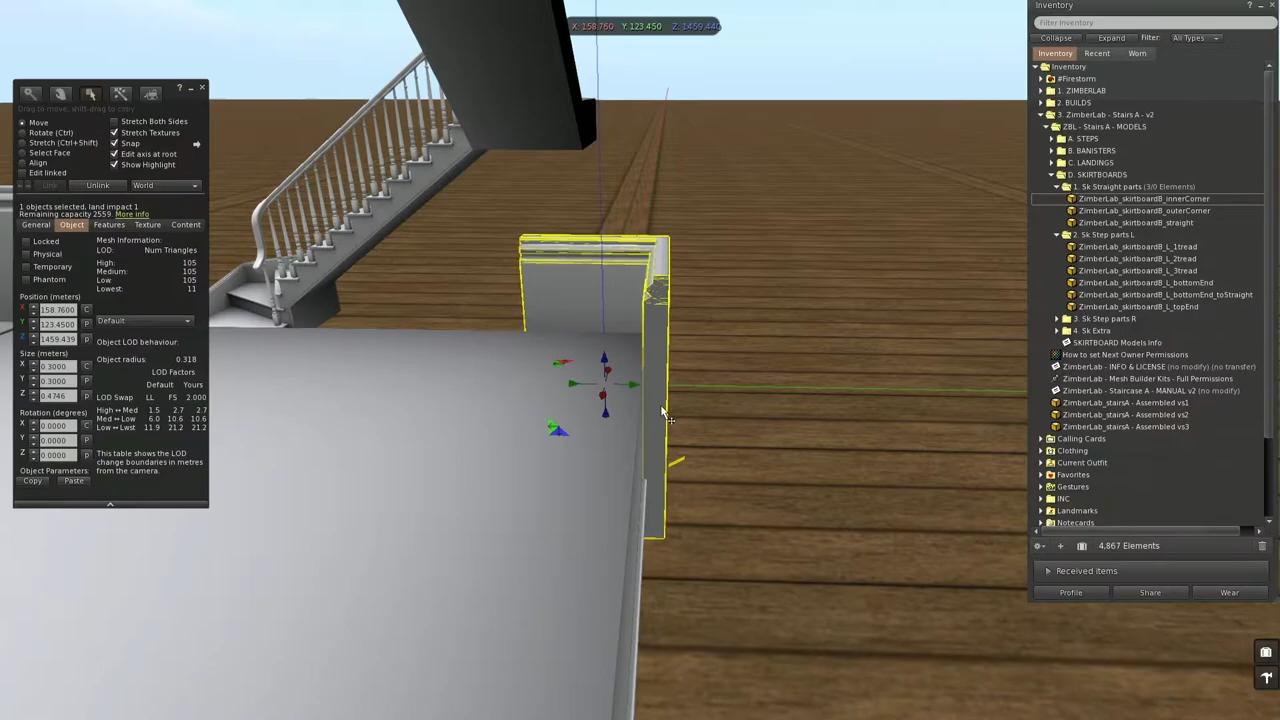 X: 158.760 Y: 123.450 Z: 1459.440
Drag to move, shift-drag to copy
Move
Rotate (Ctrl)
Stretch (Ctrl+Shift)
Select Face
Align
Edit linked
Stretch Both Sides
Stretch Textures
Snap
Edit axis at root
Show Highlight
Link
Unlink
World
1 objects selected, land impact 1
Remaining capacity 2559. More info
General Object Features Texture Content
Locked
Physical
Temporary
Phantom
Position (meters)
X 158.7600 C
Y 123.4500 P
Z 1459.439 P
Size (meters)
X 0.3000 C
Y 0.3000 P
Z 0.4746 P
Rotation (degrees)
X 0.0000 C
Y 0.0000 P
Z 0.0000 P
Object Parameters:
Copy Paste
Mesh Information:
LOD: Num Triangles
High: 105
Medium: 105
Low: 105
Lowest: 11
Default
Object LOD behaviour:
Object radius: 0.318
LOD Factors
Default Yours
LOD Swap LL FS 2.000
High ↔ Med 1.5 2.7 2.7
Med ↔ Low 6.0 10.6 10.6
Low ↔ Lwst 11.9 21.2 21.2
This table shows the LOD
change boundaries in metres
from the camera.
Inventory
Filter Inventory
Collapse Expand Filter: All Types
Inventory Recent Worn
Inventory
#Firestorm
1. ZIMBERLAB
2. BUILDS
3. ZimberLab - Stairs A - v2
ZBL - Stairs A - MODELS
A. STEPS
B. BANISTERS
C. LANDINGS
D. SKIRTBOARDS
1. Sk Straight parts (3/0 Elements)
ZimberLab_skirtboardB_innerCorner
ZimberLab_skirtboardB_outerCorner
ZimberLab_skirtboardB_straight
2. Sk Step parts L
ZimberLab_skirtboardB_L_1tread
ZimberLab_skirtboardB_L_2tread
ZimberLab_skirtboardB_L_3tread
ZimberLab_skirtboardB_L_bottomEnd
ZimberLab_skirtboardB_L_bottomEnd_toStraight
ZimberLab_skirtboardB_L_topEnd
3. Sk Step parts R
4. Sk Extra
SKIRTBOARD Models Info
How to set Next Owner Permissions
ZimberLab - INFO & LICENSE (no modify) (no transfer)
ZimberLab - Mesh Builder Kits - Full Permissions
ZimberLab - Staircase A - MANUAL v2 (no modify)
ZimberLab_stairsA - Assembled vs1
ZimberLab_stairsA - Assembled vs2
ZimberLab_stairsA - Assembled vs3
Calling Cards
Clothing
Current Outfit
Favorites
Gestures
INC
Landmarks
Notecards
4,867 Elements
Received Items
Profile Share Wear